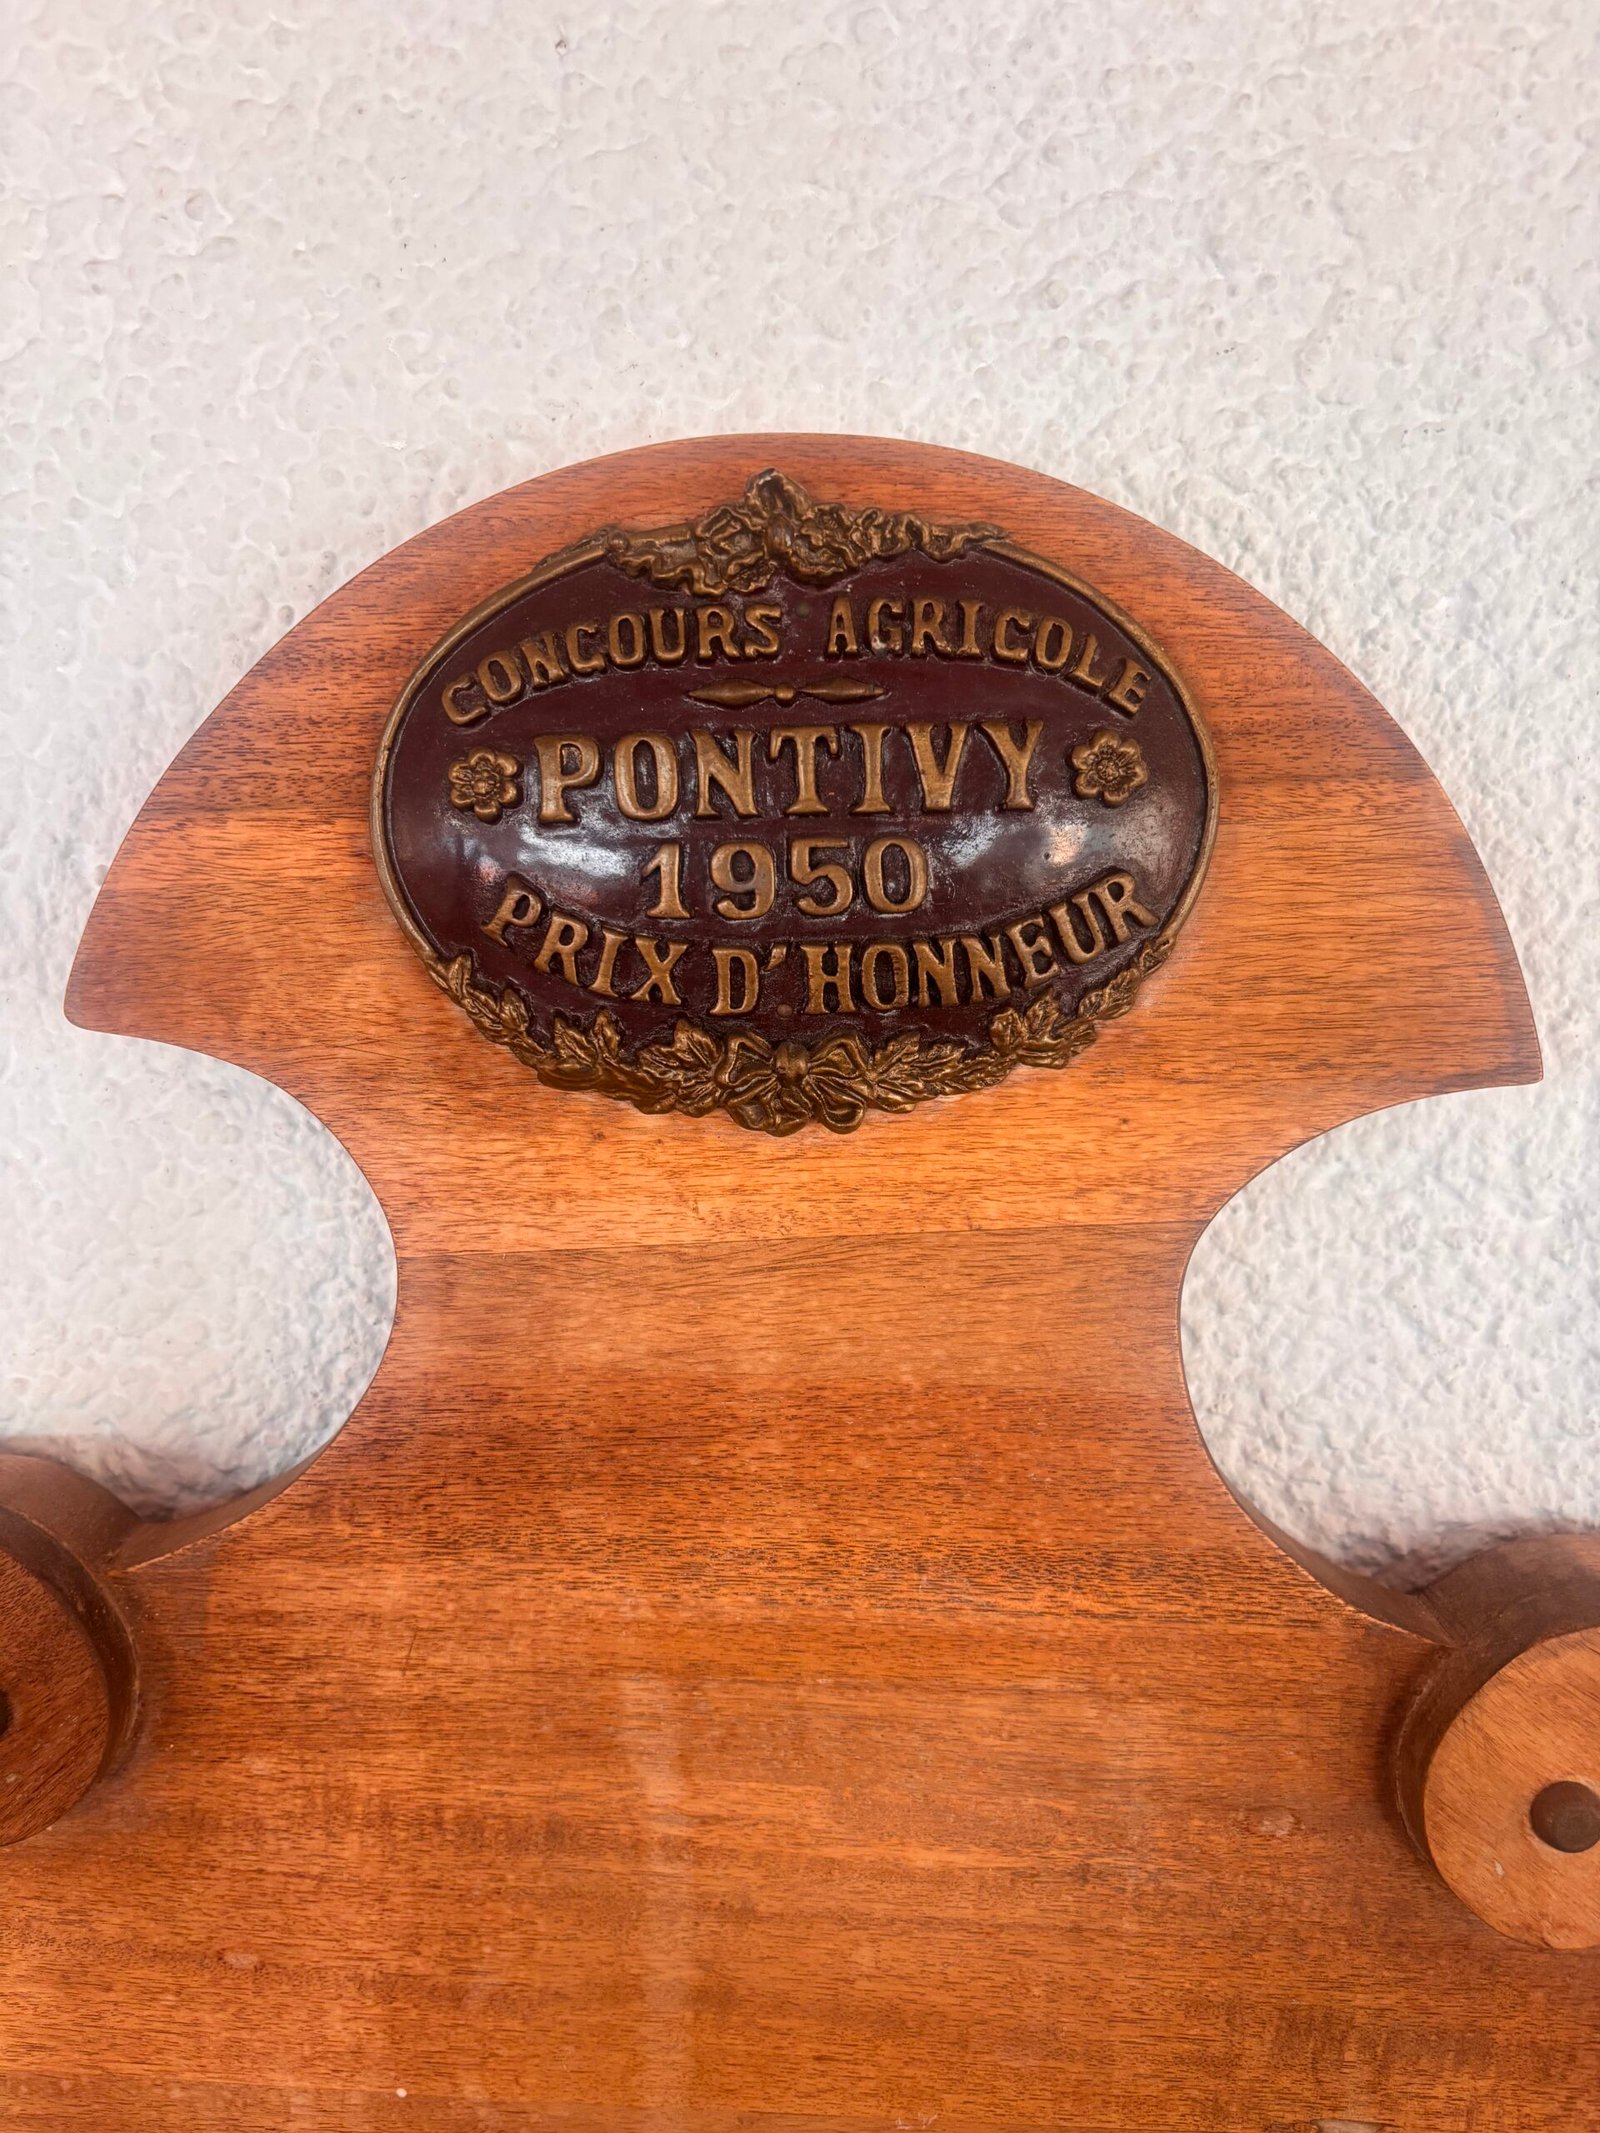 CONCOURS AGRICOLE
PONTIVY
1950
PRIX D'HONNEUR